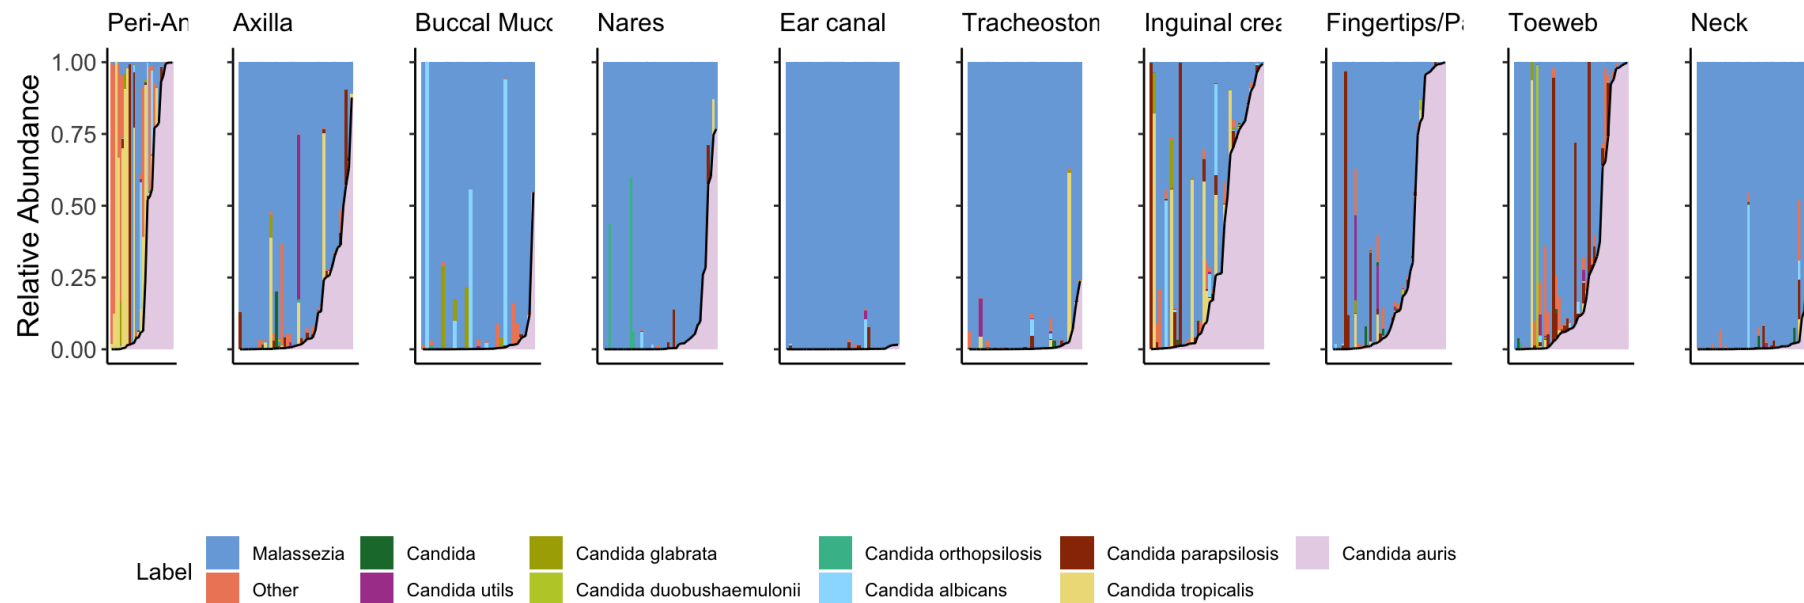 Peri-An Axilla Buccal Muco Nares Ear canal Tracheoston Inguinal crea Fingertips/Pa Toeweb Neck
Relative Abundance
1.00
0.75
0.50
0.25
0.00
Label
Malassezia Candida Candida glabrata Candida orthopsilosis Candida parapsilosis Candida auris
Other Candida utils Candida duobushaemulonii Candida albicans Candida tropicalis